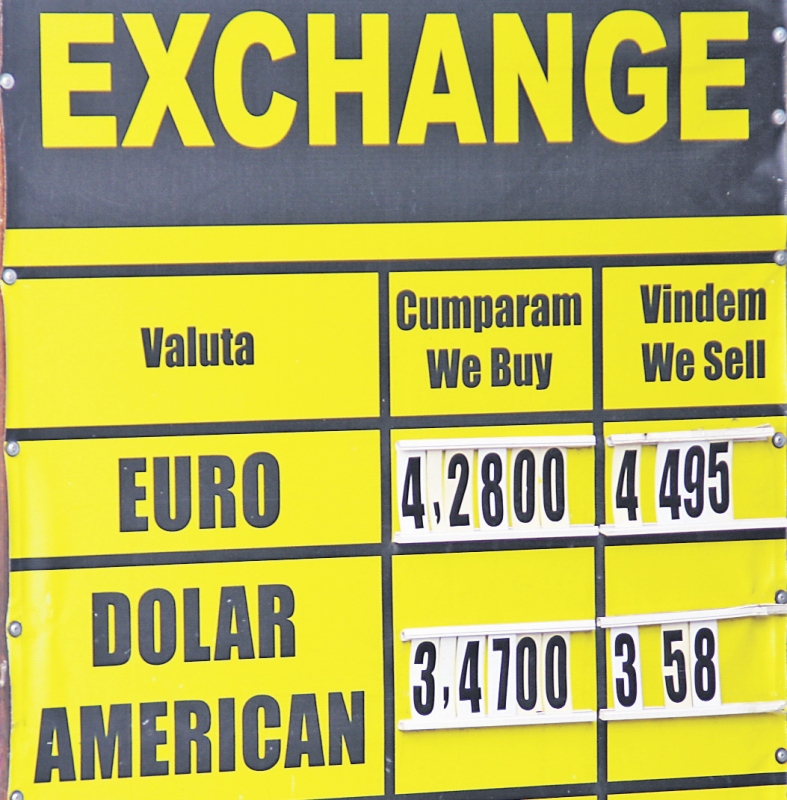 EXCHANGE
Valuta
Cumparam
We Buy
Vindem
We Sell
EURO
4,2800
4 495
DOLAR
AMERICAN
3,4700
3 58